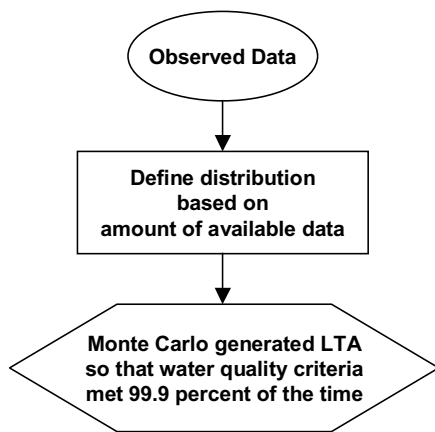 Observed Data
Define distribution
based on
amount of available data
Monte Carlo generated LTA
so that water quality criteria
met 99.9 percent of the time